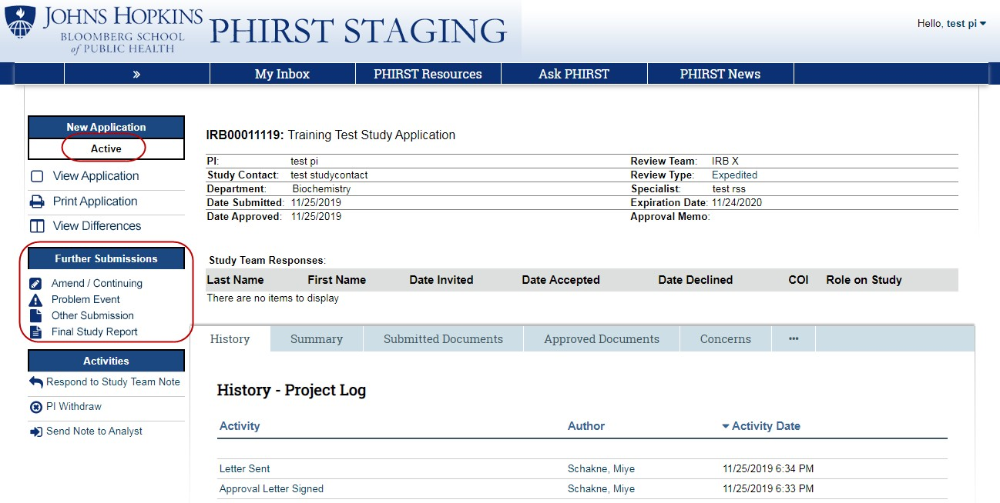 JOHNS HOPKINS
BLOOMBERG SCHOOL
of PUBLIC HEALTH
PHIRST STAGING
Hello, test pi
» My Inbox PHIRST Resources Ask PHIRST PHIRST News
New Application
Active
View Application
Print Application
View Differences
Further Submissions
Amend / Continuing
Problem Event
Other Submission
Final Study Report
Activities
Respond to Study Team Note
PI Withdraw
Send Note to Analyst
IRB00011119: Training Test Study Application
PI: test pi Review Team: IRB X
Study Contact: test studycontact Review Type: Expedited
Department: Biochemistry Specialist: test rss
Date Submitted: 11/25/2019 Expiration Date: 11/24/2020
Date Approved: 11/25/2019 Approval Memo:
Study Team Responses:
Last Name First Name Date Invited Date Accepted Date Declined COI Role on Study
There are no items to display
History Summary Submitted Documents Approved Documents Concerns •••
History - Project Log
Activity Author Activity Date
Letter Sent Schakne, Miye 11/25/2019 6:34 PM
Approval Letter Signed Schakne, Miye 11/25/2019 6:33 PM